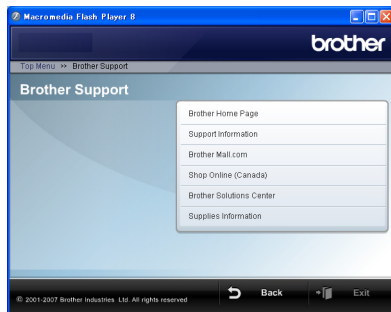 Macromedia Flash Player 8
brother
Top Menu >> Brother Support
Brother Support
Brother Home Page
Support Information
Brother Mall.com
Shop Online (Canada)
Brother Solutions Center
Supplies Information
© 2001-2007 Brother Industries Ltd. All rights reserved
Back
Exit